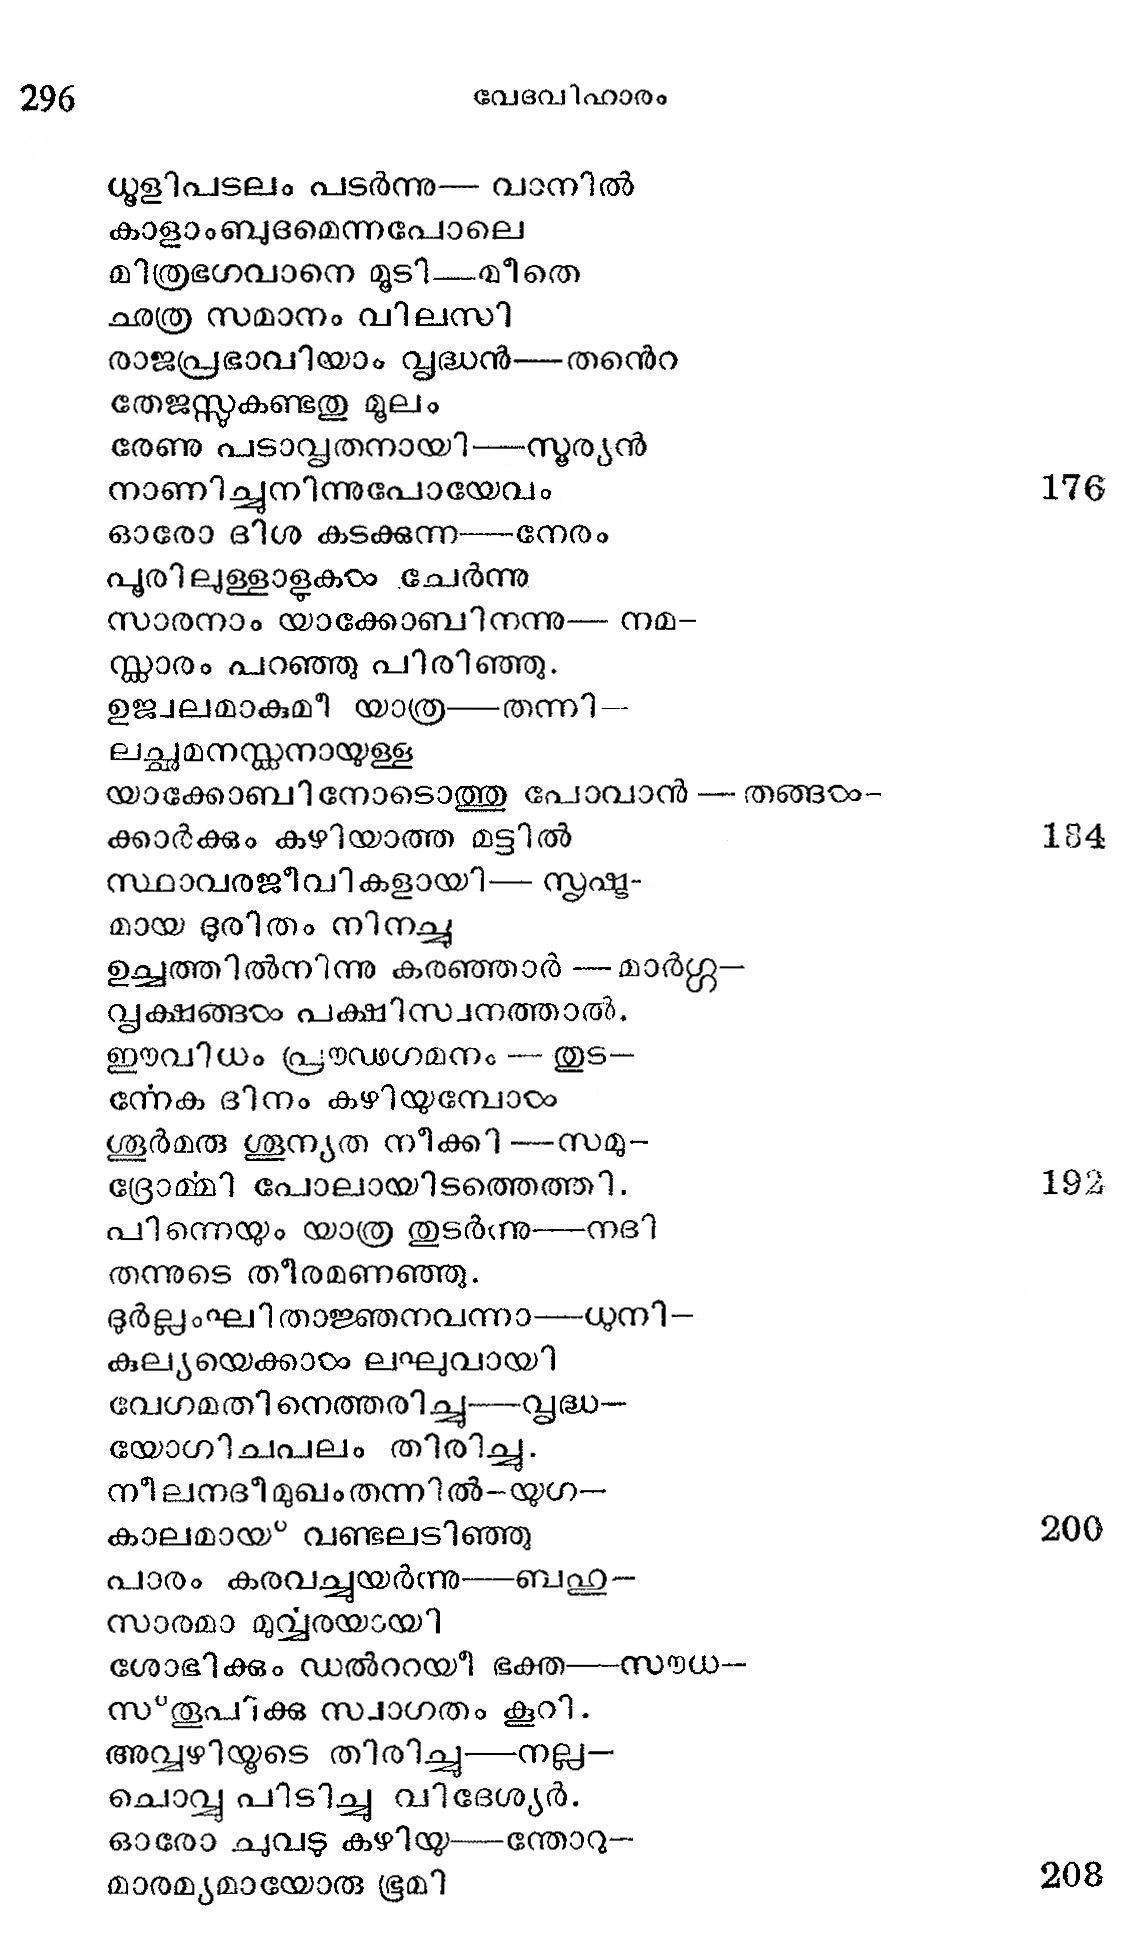 296 വേദവിഹാരം
ധൂളിപടലം പടർന്നു— വാനിൽ
കാളാംബുദമെന്നപോലെ
മിത്രഭഗവാനെ മൂടി—മീതെ
ഛത്ര സമാനം വിലസി
രാജപ്രഭാവിയാം വൃദ്ധൻ—തൻെറ
തേജസ്സുകണ്ടതു മൂലം
രേണു പടാവൃതനായി—സൂര്യൻ
നാണിച്ചുനിന്നുപോയേവം 176
ഓരോ ദിശ കടക്കുന്ന—നേരം
പൂരിലുള്ളാളുകൾ ചേർന്നു
സാരനാം യാക്കോബിനന്നു— നമ-
സ്കാരം പറഞ്ഞു പിരിഞ്ഞു.
ഉജ്വലമാകുമീ യാത്ര—തന്നി—
ലച്ഛമനസ്കനായുള്ള
യാക്കോബിനോടൊത്തു പോവാൻ — തങ്ങൾ-
ക്കാർക്കും കഴിയാത്ത മട്ടിൽ 184
സ്ഥാവരജീവികളായി— സൃഷ്ട-
മായ ദുരിതം നിനച്ചു
ഉച്ചത്തിൽനിന്നു കരഞ്ഞാർ — മാർഗ്ഗ—
വൃക്ഷങ്ങൾ പക്ഷിസ്വനത്താൽ.
ഈവിധം പ്രൗഢഗമനം — തുട—
ർന്നേക ദിനം കഴിയുമ്പോൾ
ശൂർമരു ശൂന്യത നീക്കി —സമു—
ദ്രോർമ്മി പോലായിടത്തെത്തി. 192
പിന്നെയും യാത്ര തുടർന്നു—നദി
തന്നുടെ തീരമണഞ്ഞു.
ദുർല്ലംഘിതാജ്ഞനവന്നാ—ധുനി—
കുല്യയെക്കാൾ ലഘുവായി
വേഗമതിനെത്തരിച്ചു—വൃദ്ധ—
യോഗിചപലം തിരിച്ചു.
നീലനദീമുഖംതന്നിൽ—യുഗ—
കാലമായ് വണ്ടലടിഞ്ഞു 200
പാരം കരവച്ചുയർന്നു—ബഹു—
സാരമാ മുർവ്വരയായി
ശോഭിക്കും ഡൽററയീ ഭക്ത—സൗധ—
സ്തൂപിക്കു സ്വാഗതം കൂറി.
അവ്വഴിയൂടെ തിരിച്ചു—നല്ല—
ചൊവ്വു പിടിച്ചു വിദേശ്യർ.
ഓരോ ചുവടു കഴിയു—ന്തോറു—
മാരമ്യമായോരു ഭൂമി 208